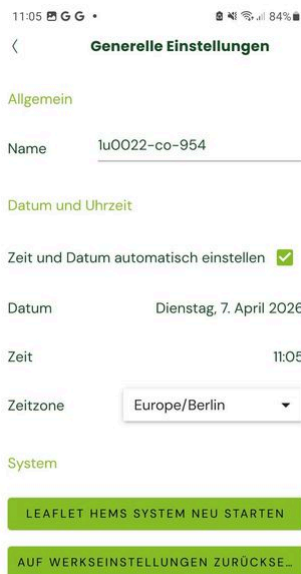 11:05 G G •
84%
Generelle Einstellungen
Allgemein
Name 1u0022-co-954
Datum und Uhrzeit
Zeit und Datum automatisch einstellen
Datum Dienstag, 7. April 2026
Zeit 11:05
Zeitzone Europe/Berlin
System
LEAFLET HEMS SYSTEM NEU STARTEN
AUF WERKSEINSTELLUNGEN ZURÜCKSE...